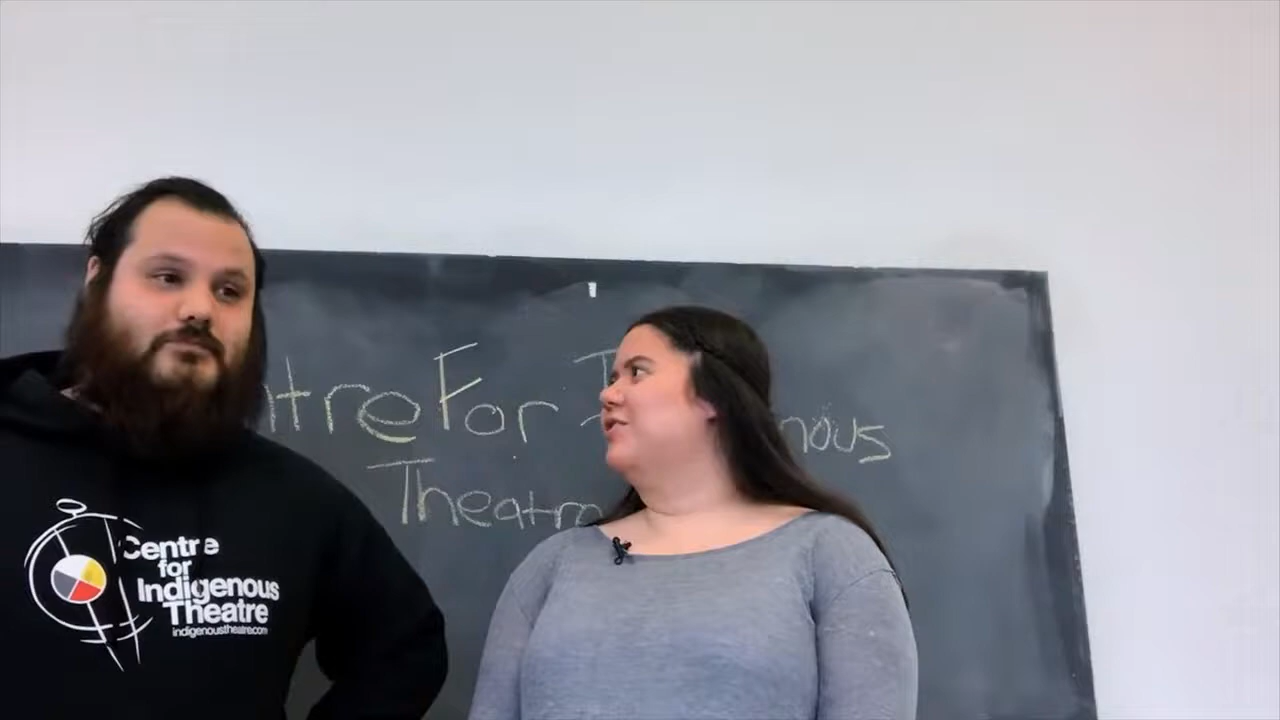 ntre For
nous
Theatr
Centre
for
Indigenous
Theatre
indigenoustheatre.com